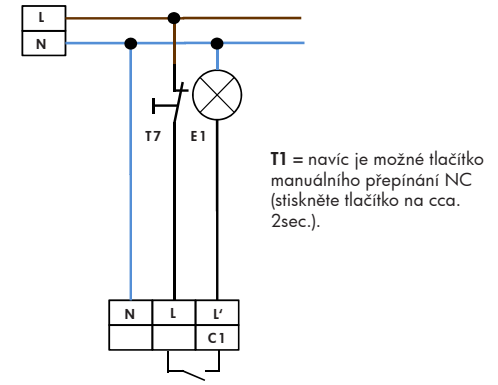 L
N
T7 E1
T1 = navíc je možné tlačítko
manuálního přepínání NC
(stiskněte tlačítko na cca.
2sec.).
N L L‘
C1